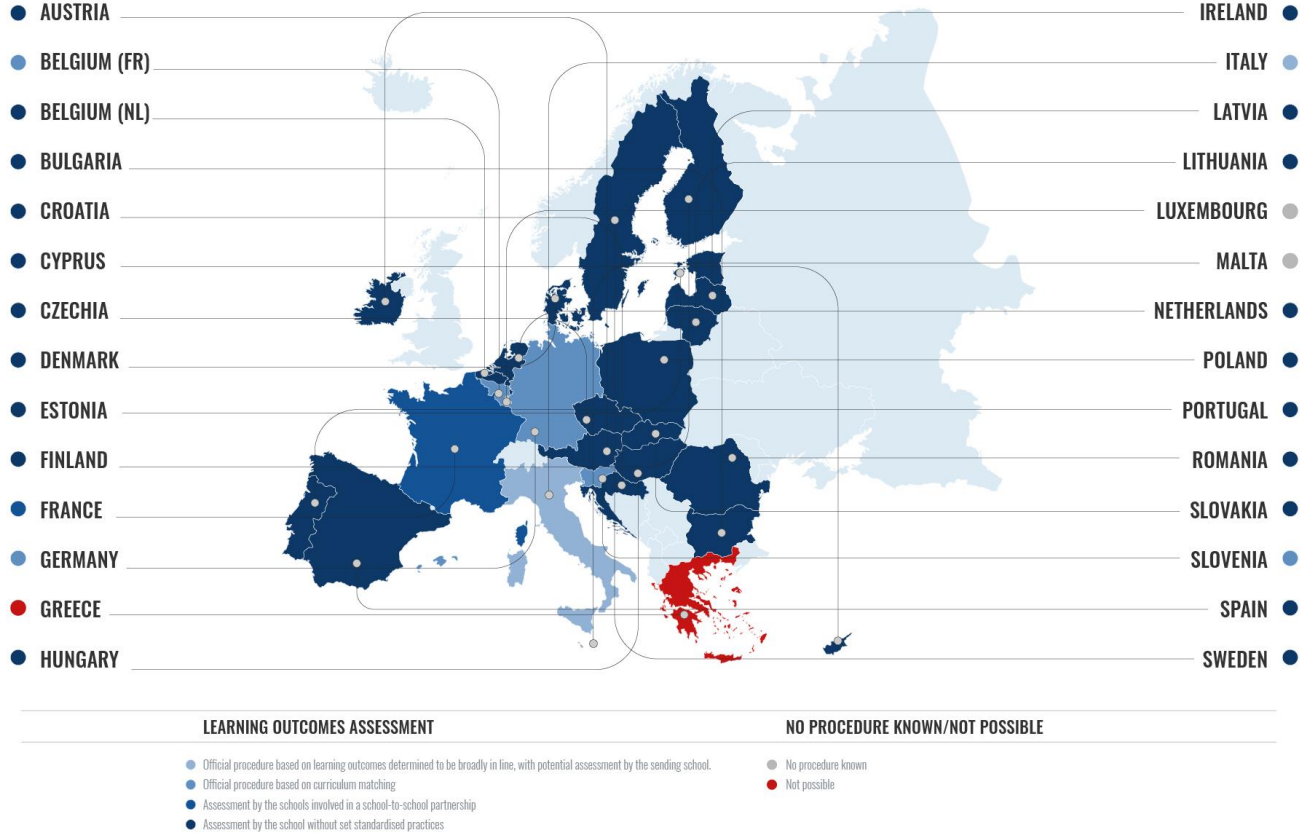 AUSTRIA
BELGIUM (FR)
BELGIUM (NL)
BULGARIA
CROATIA
CYPRUS
CZECHIA
DENMARK
ESTONIA
FINLAND
FRANCE
GERMANY
GREECE
HUNGARY
IRELAND
ITALY
LATVIA
LITHUANIA
LUXEMBOURG
MALTA
NETHERLANDS
POLAND
PORTUGAL
ROMANIA
SLOVAKIA
SLOVENIA
SPAIN
SWEDEN
LEARNING OUTCOMES ASSESSMENT
Official procedure based on learning outcomes determined to be broadly in line, with potential assessment by the sending school.
Official procedure based on curriculum matching
Assessment by the schools involved in a school-to-school partnership
Assessment by the school without set standardised practices
NO PROCEDURE KNOWN/NOT POSSIBLE
No procedure known
Not possible